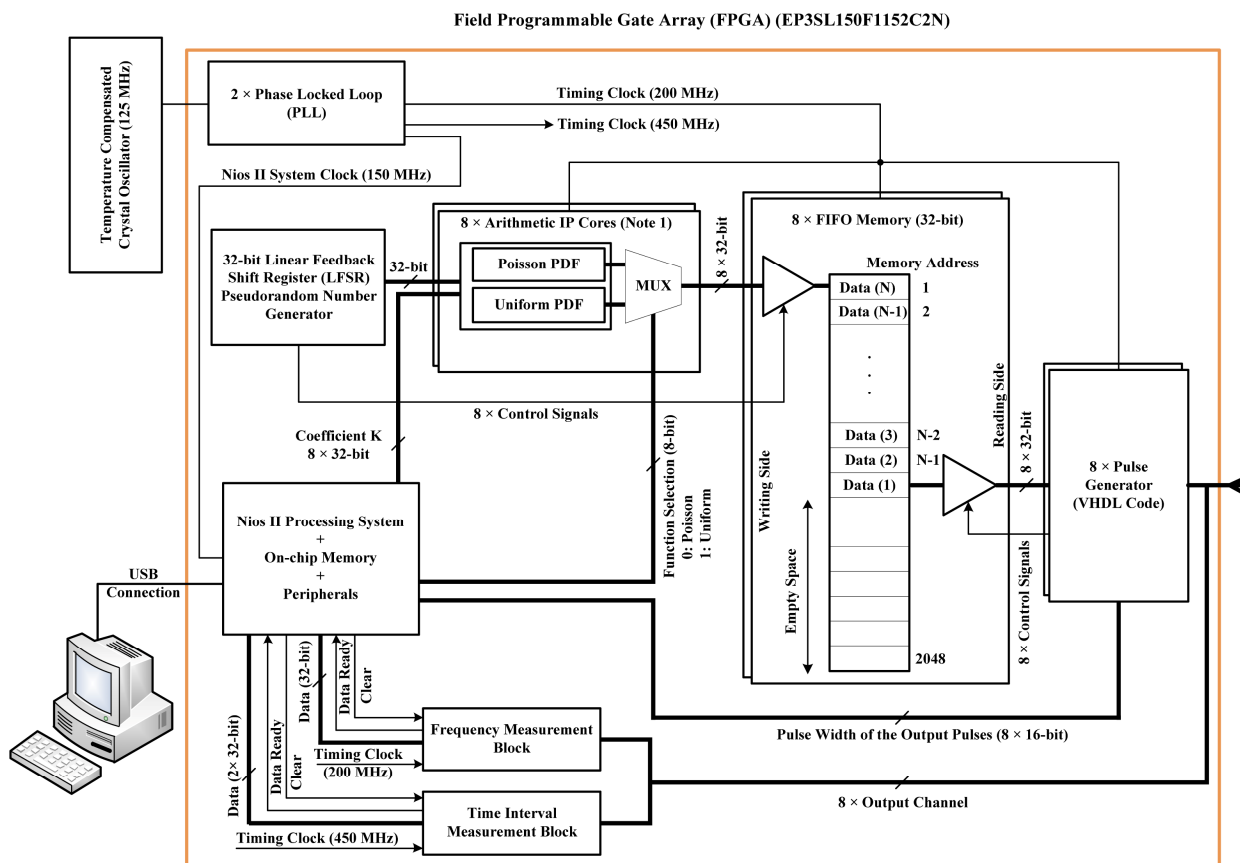 Field Programmable Gate Array (FPGA) (EP3SL150F1152C2N)
Temperature Compensated
Crystal Oscillator (125 MHz)
2 × Phase Locked Loop
(PLL)
Timing Clock (200 MHz)
Timing Clock (450 MHz)
Nios II System Clock (150 MHz)
32-bit Linear Feedback
Shift Register (LFSR)
Pseudorandom Number
Generator
32-bit
8 × Arithmetic IP Cores (Note 1)
Poisson PDF
Uniform PDF
MUX
8 × 32-bit
8 × FIFO Memory (32-bit)
Memory Address
Data (N)
1
Data (N-1)
2
.
.
.
Data (3)
N-2
Data (2)
N-1
Data (1)
2048
Writing Side
Reading Side
Empty Space
8 × Control Signals
Coefficient K
8 × 32-bit
Function Selection (8-bit)
0: Poisson
1: Uniform
8 × 32-bit
8 × Control Signals
8 × Pulse
Generator
(VHDL Code)
Nios II Processing System
+
On-chip Memory
+
Peripherals
USB
Connection
Data (2× 32-bit)
Data Ready
Clear
Data (32-bit)
Data Ready
Clear
Timing Clock
(200 MHz)
Frequency Measurement
Block
Pulse Width of the Output Pulses (8 × 16-bit)
Timing Clock (450 MHz)
Time Interval
Measurement Block
8 × Output Channel